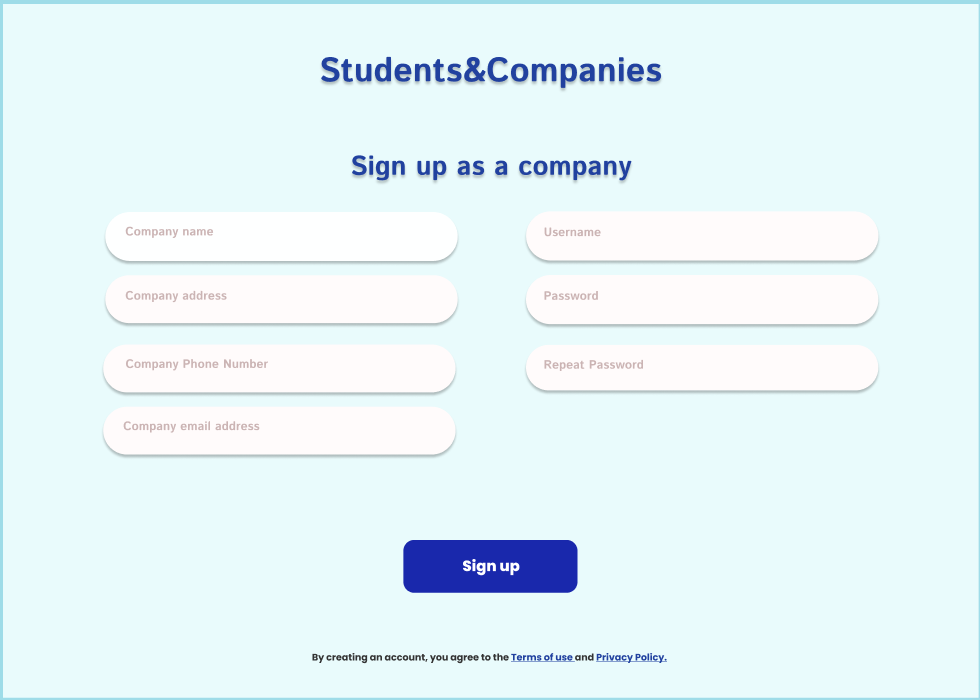 Students&Companies
Sign up as a company
Company name
Company address
Company Phone Number
Company email address
Username
Password
Repeat Password
Sign up
By creating an account, you agree to the Terms of use and Privacy Policy.